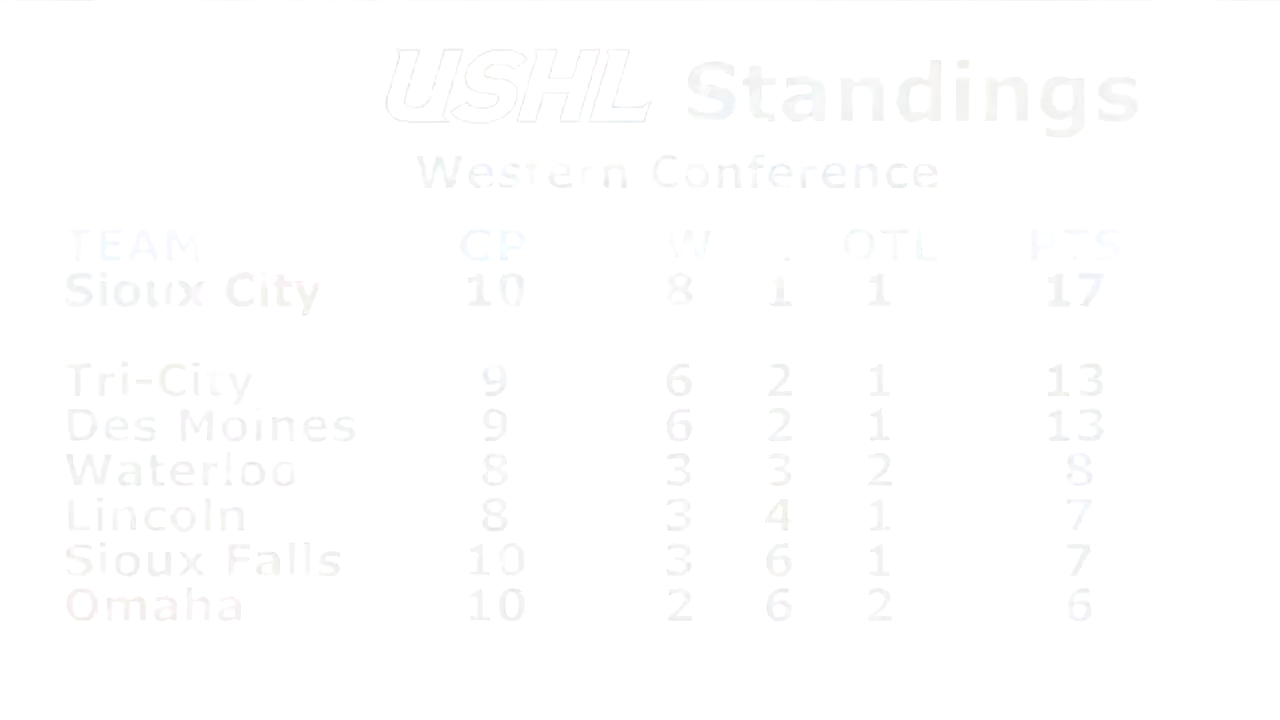 USHL Standings
Western Conference
TEAM GP W L OTL PTS
Sioux City 10 8 1 1 17
Tri-City 9 6 2 1 13
Des Moines 9 6 2 1 13
Waterloo 8 3 3 2 8
Lincoln 8 3 4 1 7
Sioux Falls 10 3 6 1 7
Omaha 10 2 6 2 6